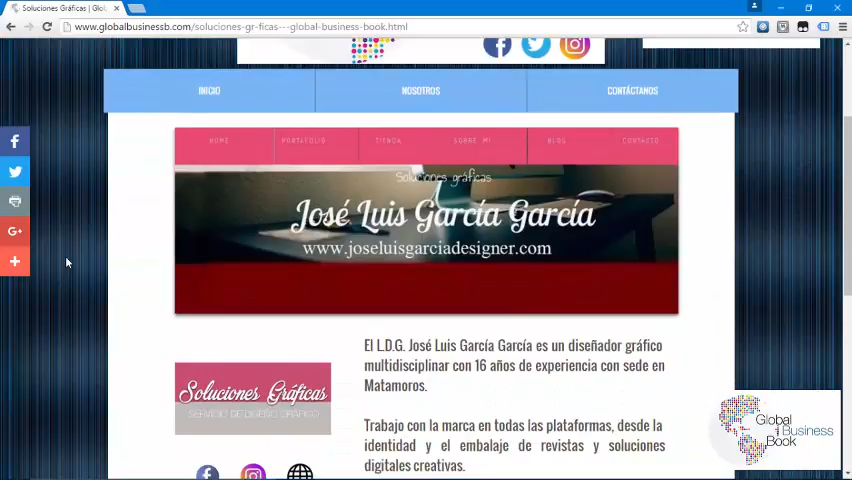 Soluciones Gráficas | Glob
www.globalbusinessb.com/soluciones-gr-ficas---global-business-book.html
INICIO NOSOTROS CONTÁCTANOS
HOME PORTAFOLIO TIENDA SOBRE MÍ BLOG CONTACTO
Soluciones gráficas
José Luis García García
www.joseluisgarciadesigner.com
El L.D.G. José Luis García García es un diseñador gráfico
multidisciplinar con 16 años de experiencia con sede en
Matamoros.
Soluciones Gráficas
SERVICIO DE DISEÑO GRÁFICO
Trabajo con la marca en todas las plataformas, desde la
identidad y el embalaje de revistas y soluciones
digitales creativas.
Global
Business
Book